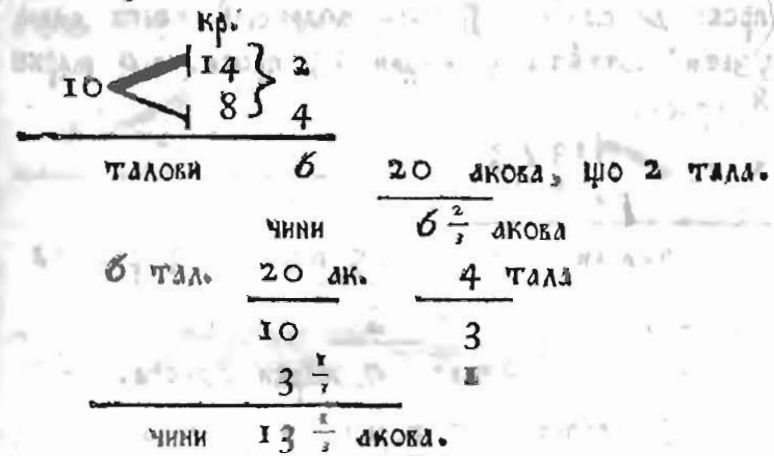 кр.
14 } 2
10
8 4
талови 6 20 акова, що 2 тала.
чини 6 2/3 акова
6 тал. 20 ак. 4 тала
10 3
3 1/3 1
чини 13 1/3 акова.